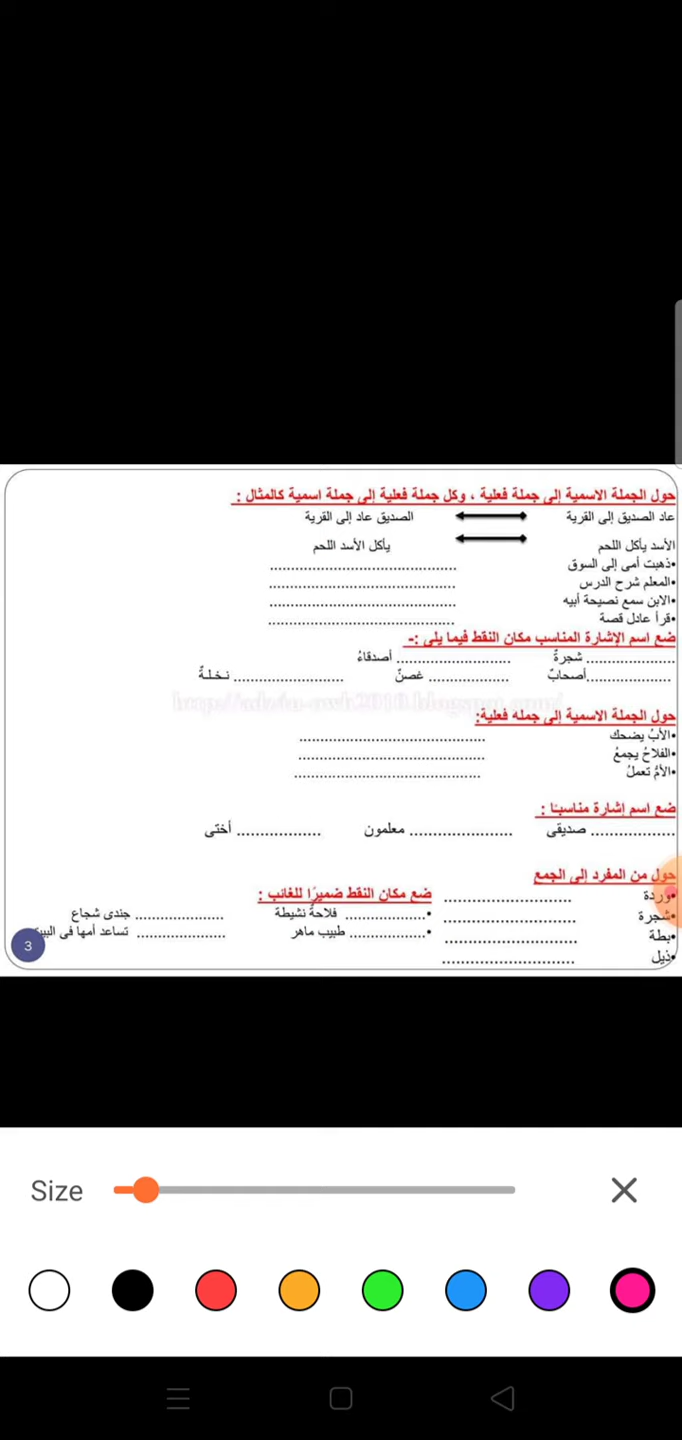 حول الجملة الاسمية إلى جملة فعلية ، وكل جملة فعلية إلى جملة اسمية كالمثال :
عاد الصديق إلى القرية الصديق عاد إلى القرية
الأسد يأكل اللحم يأكل الأسد اللحم
•ذهبت أمى إلى السوق ........................................
•المعلم شرح الدرس ........................................
•الابن سمع نصيحة أبيه ........................................
•قرأ عادل قصة ........................................
ضع اسم الإشارة المناسب مكان النقط فيما يلى :-
.................... شجرةٌ ........................ أصدقاءُ
...................أصحابٌ .................. غصنٌ ........................ نخلةٌ
حول الجملة الاسمية إلى جمله فعلية:
•الأبُ يضحك ........................................
•الفلاحُ يجمعُ ........................................
•الأمُ تعملُ ........................................
ضع اسم إشارة مناسبًا :
................... صديقى ....................... معلمون ................... أختى
حول من المفرد إلى الجمع
•وردة ............................
•شجرة .............................
•بطة .............................
•ذيل .............................
ضع مكان النقط ضميرًا للغائب :
• .................. فلاحةٌ نشيطة .................... جندى شجاع
•................. طبيب ماهر .................... تساعد أمها فى
3
Size